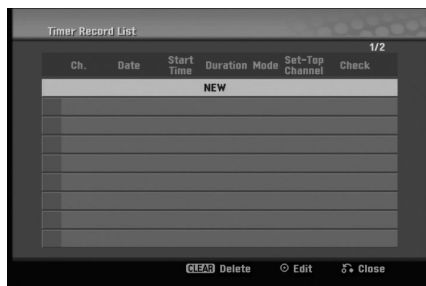 Timer Record List
1/2
Ch. Date Start Time Duration Mode Set-Top Channel Check
NEW
CLEAR Delete ⊙ Edit Close